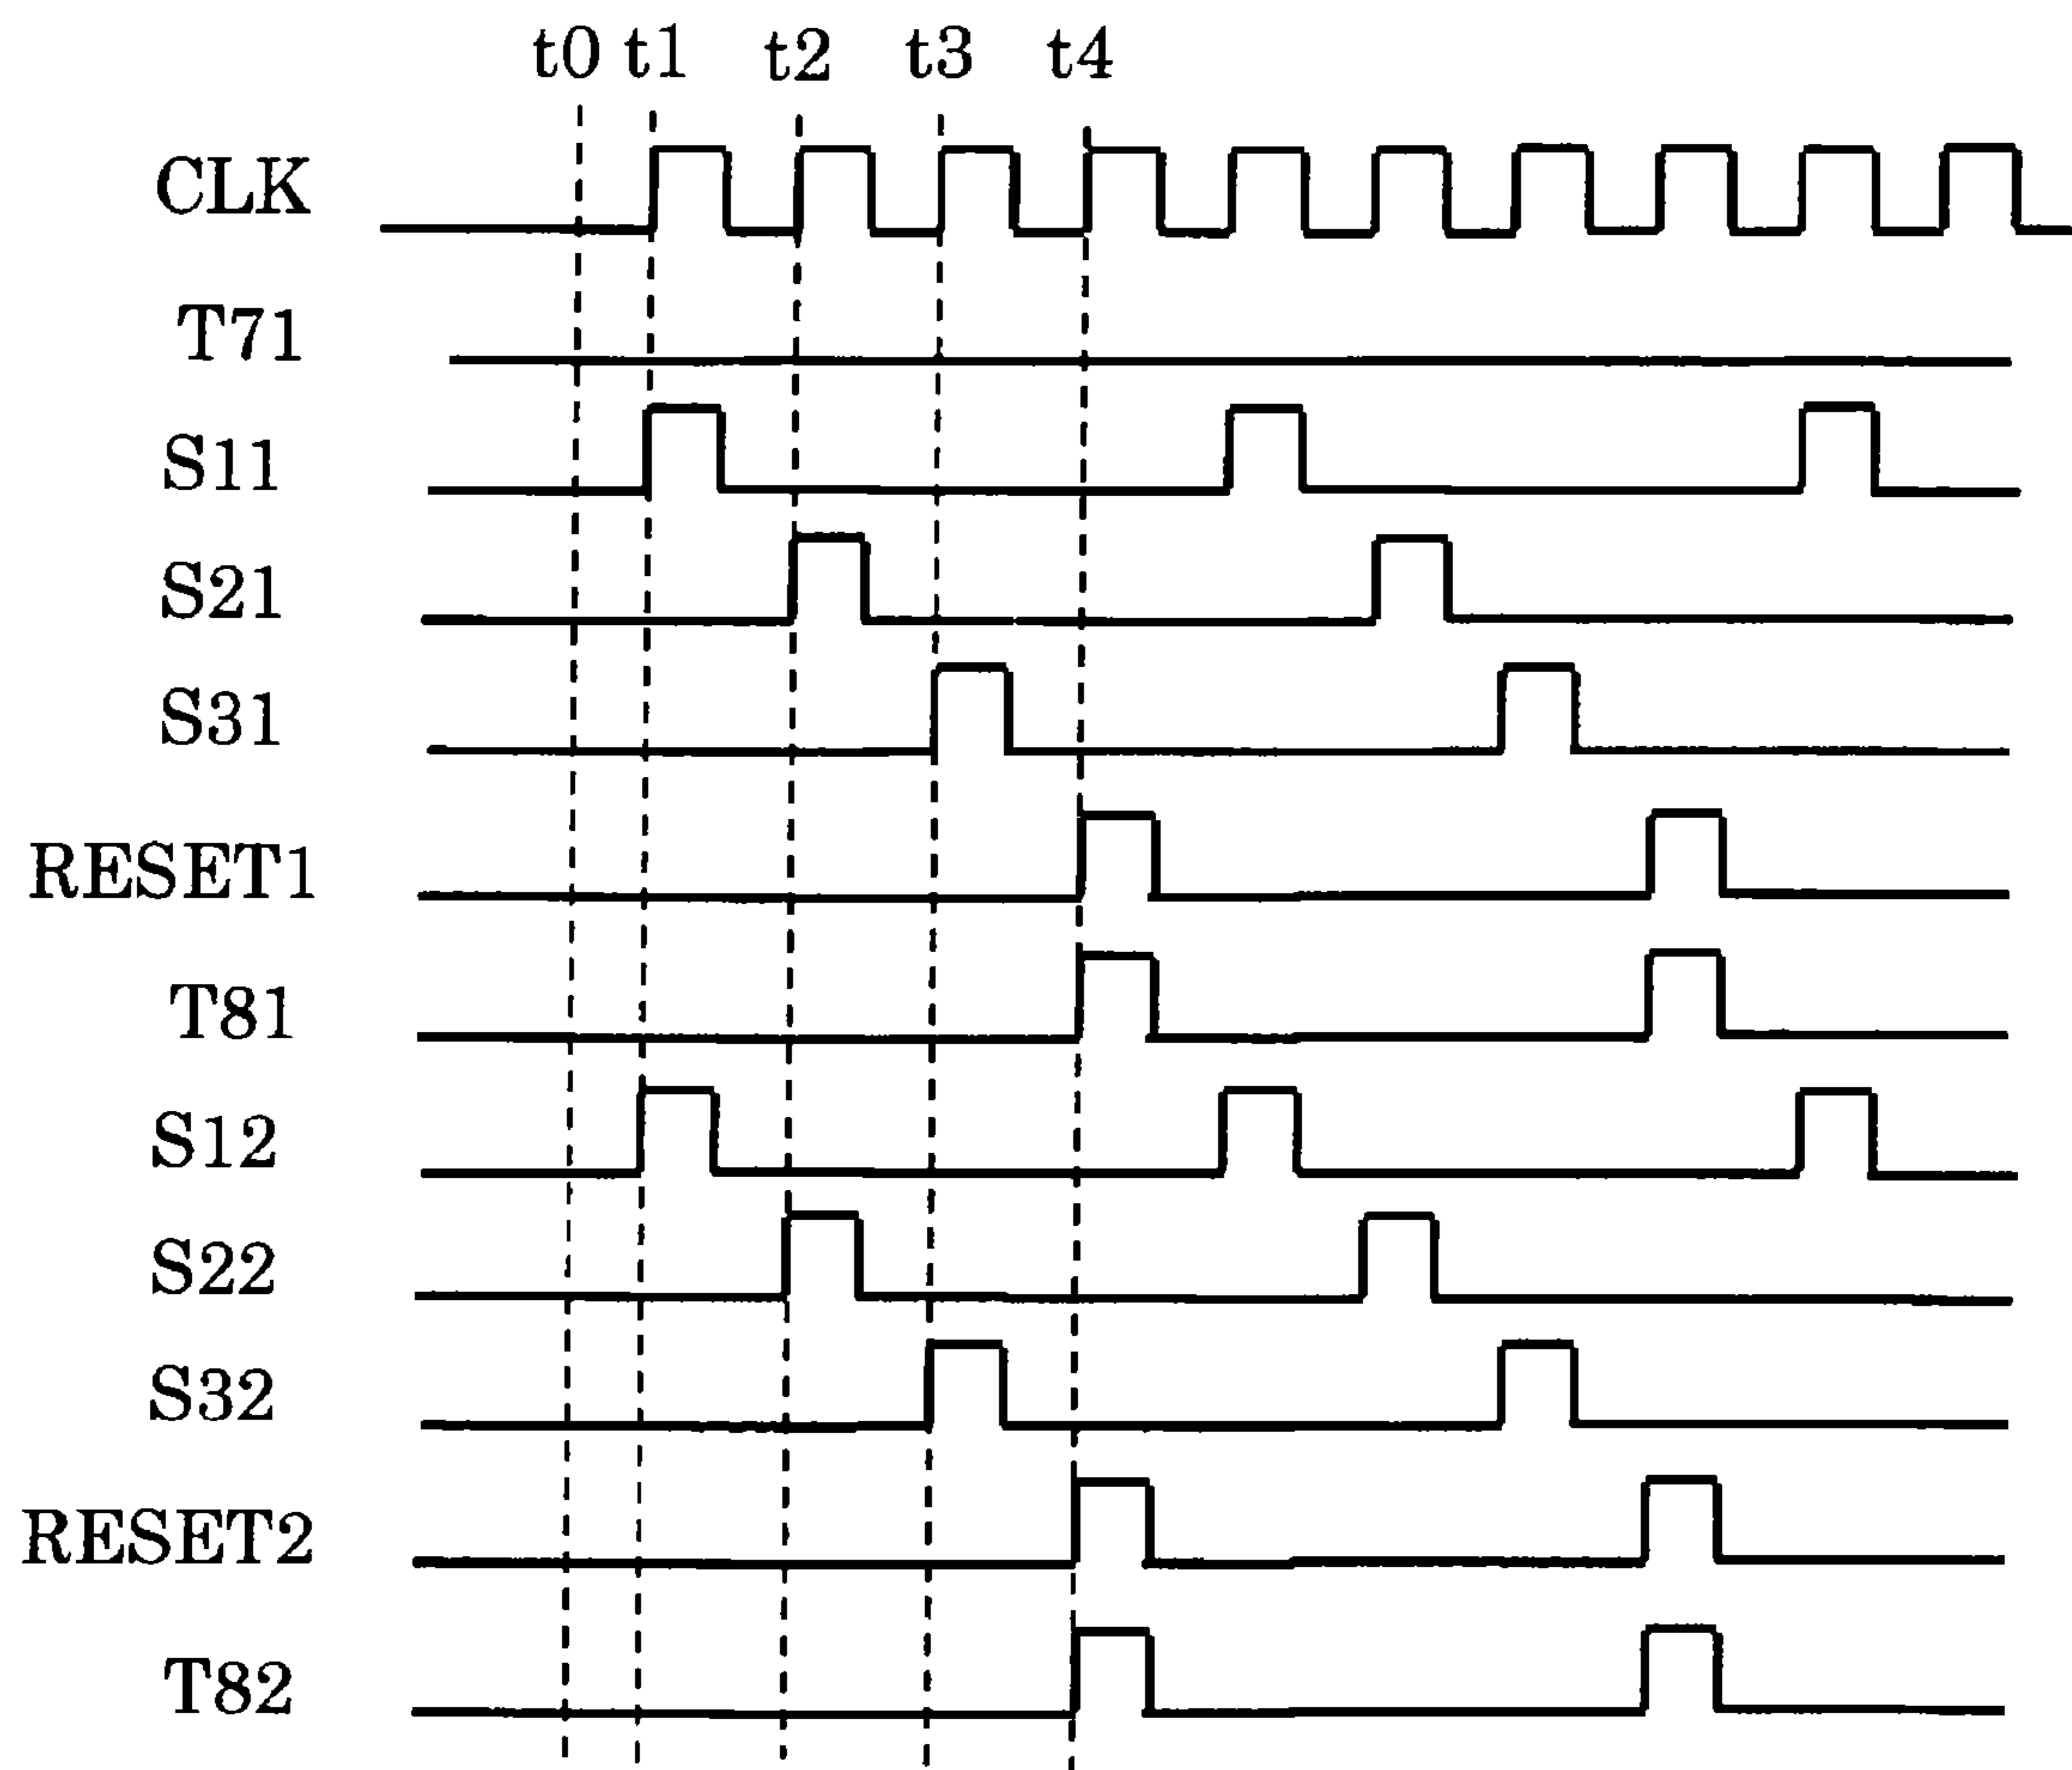 t0 t1 t2 t3 t4
CLK
T71
S11
S21
S31
RESET1
T81
S12
S22
S32
RESET2
T82